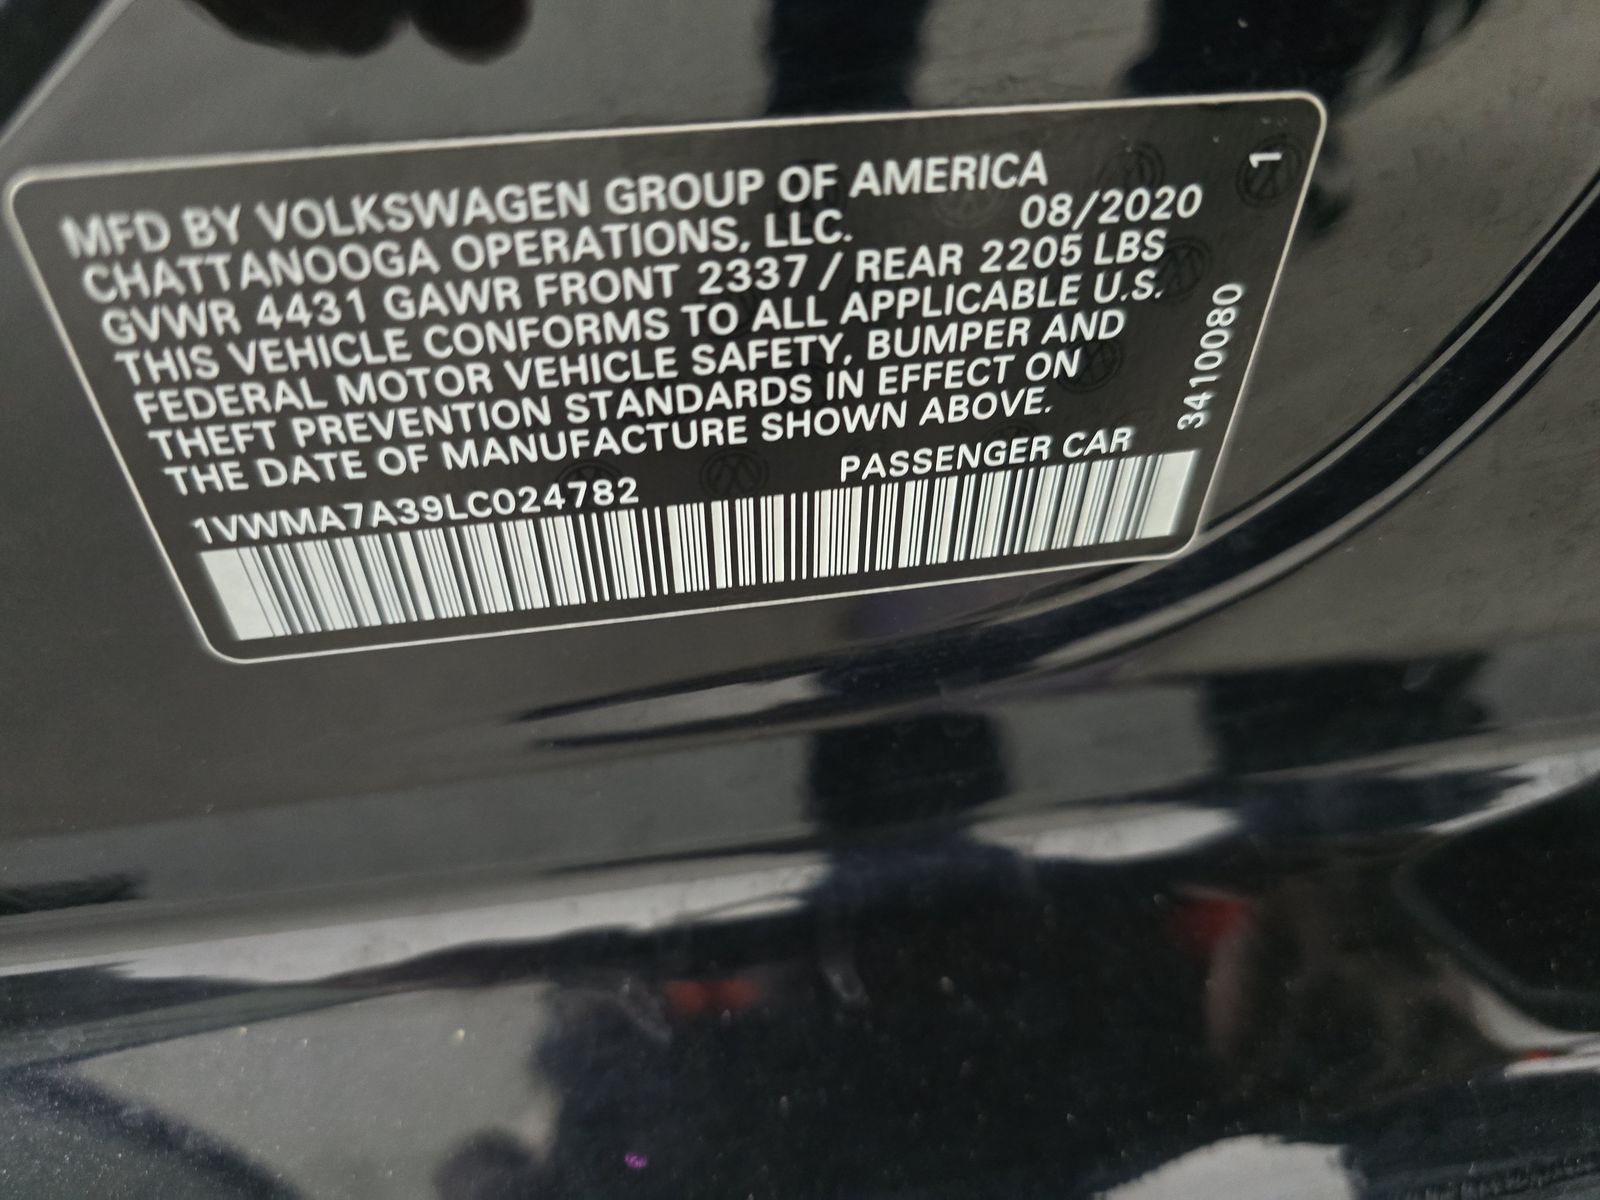 MFD BY VOLKSWAGEN GROUP OF AMERICA
CHATTANOOGA OPERATIONS, LLC. 08/2020
GVWR 4431 GAWR FRONT 2337 / REAR 2205 LBS
THIS VEHICLE CONFORMS TO ALL APPLICABLE U.S.
FEDERAL MOTOR VEHICLE SAFETY, BUMPER AND
THEFT PREVENTION STANDARDS IN EFFECT ON
THE DATE OF MANUFACTURE SHOWN ABOVE.
1VWMA7A39LC024782 PASSENGER CAR
3410080
1